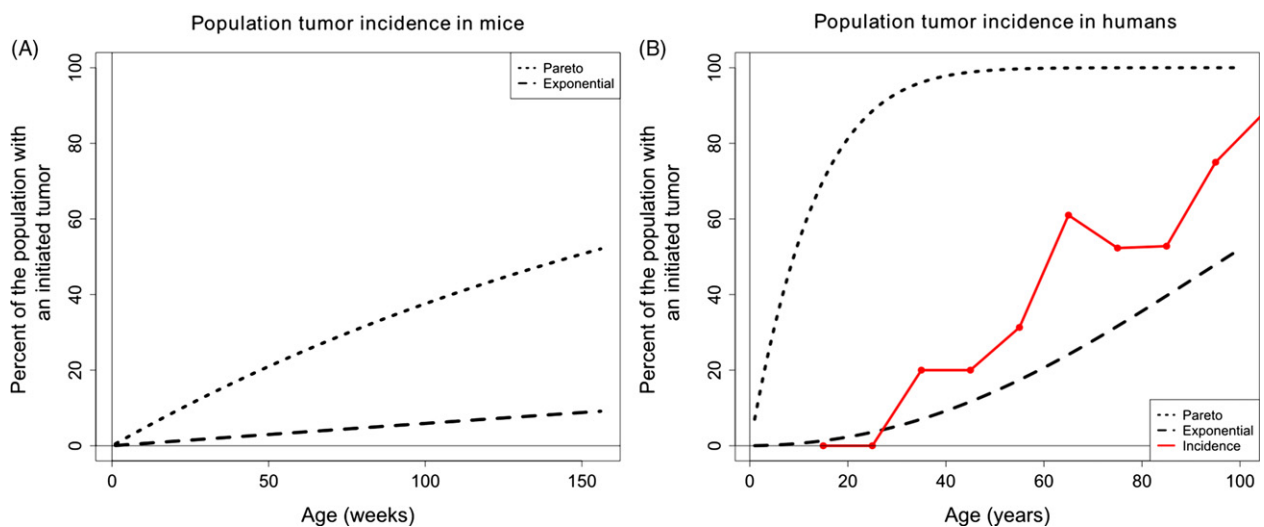 Population tumor incidence in mice
(A)
Percent of the population with
an initiated tumor
100
80
60
40
20
0
Pareto
Exponential
0
50
100
150
Age (weeks)
Population tumor incidence in humans
(B)
Percent of the population with
an initiated tumor
100
80
60
40
20
0
Pareto
Exponential
Incidence
0
20
40
60
80
100
Age (years)